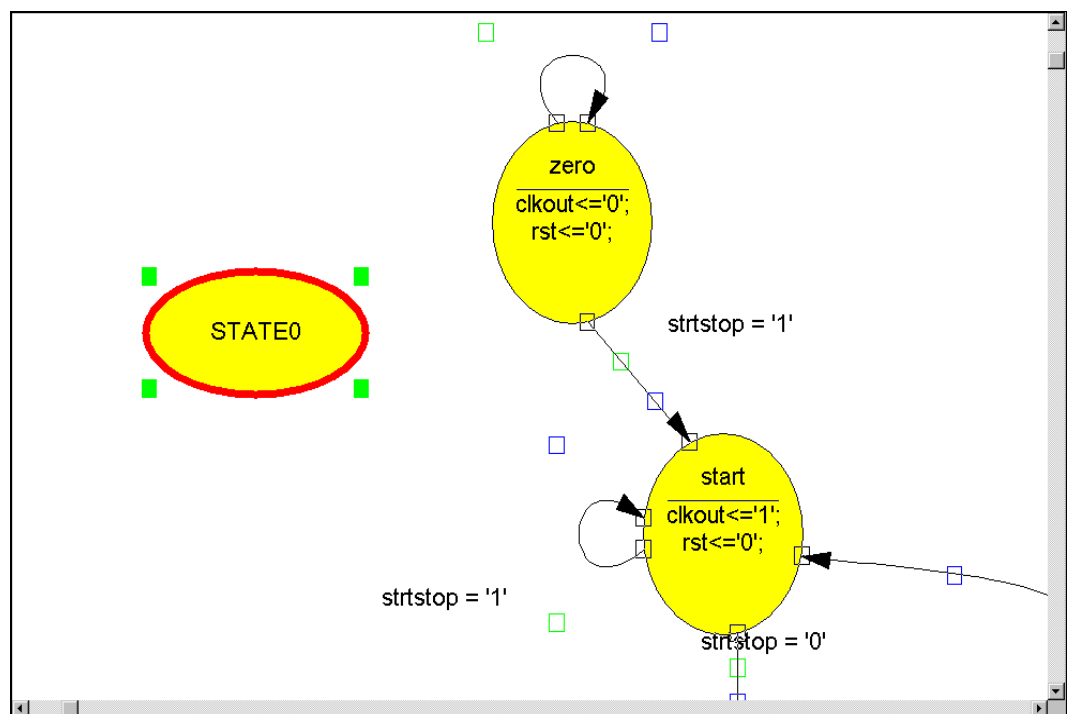 zero
clkout<='0';
rst<='0';
strtstop = '1'
STATE0
start
clkout<='1';
rst<='0';
strtstop = '1'
strtstop = '0'